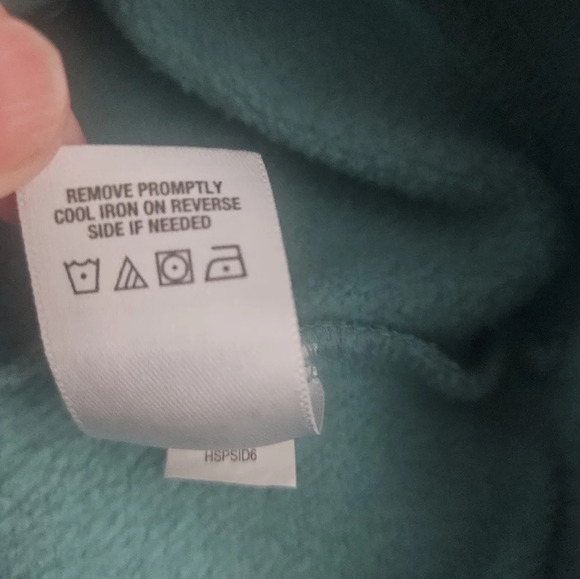 REMOVE PROMPTLY
COOL IRON ON REVERSE
SIDE IF NEEDED
HSPSID6